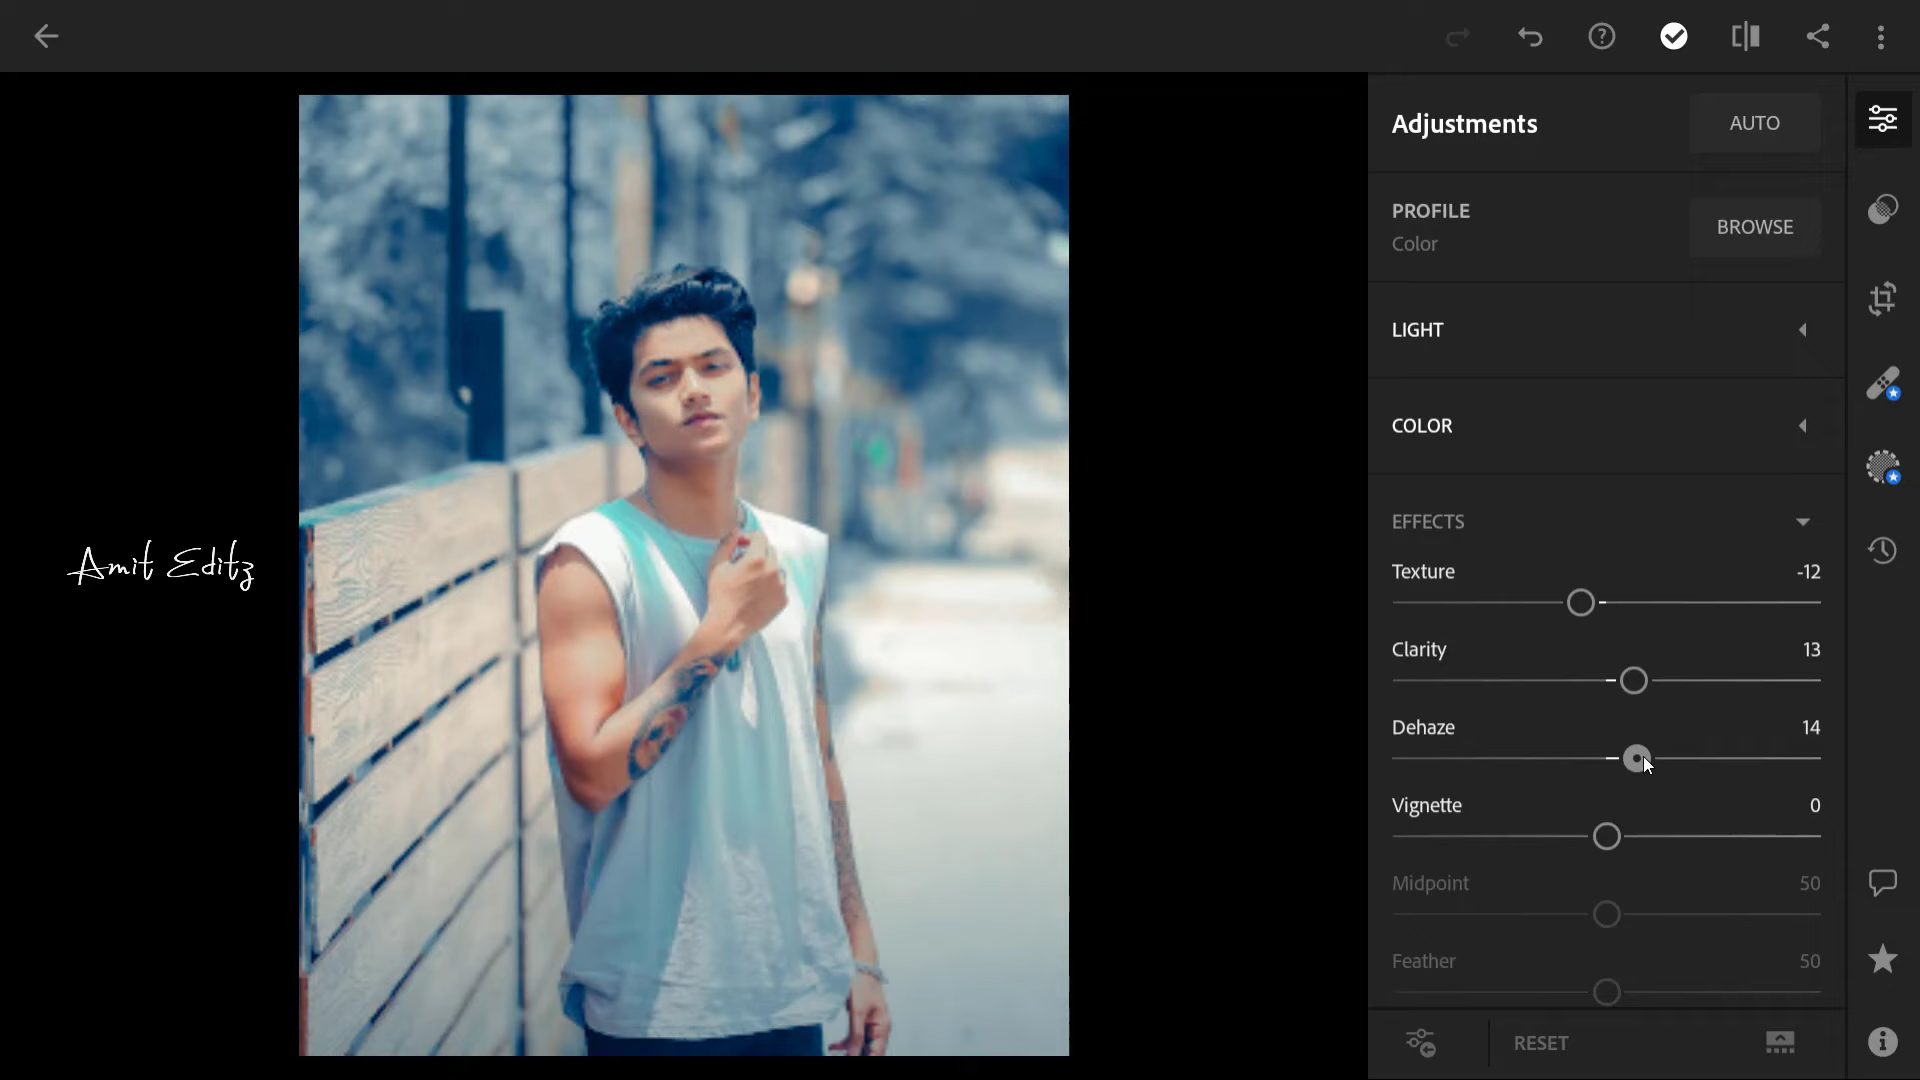 Adjustments
AUTO
PROFILE
Color
BROWSE
LIGHT
COLOR
EFFECTS
Texture -12
Clarity 13
Dehaze 14
Vignette 0
Midpoint 50
Feather 50
RESET
Amit Editz